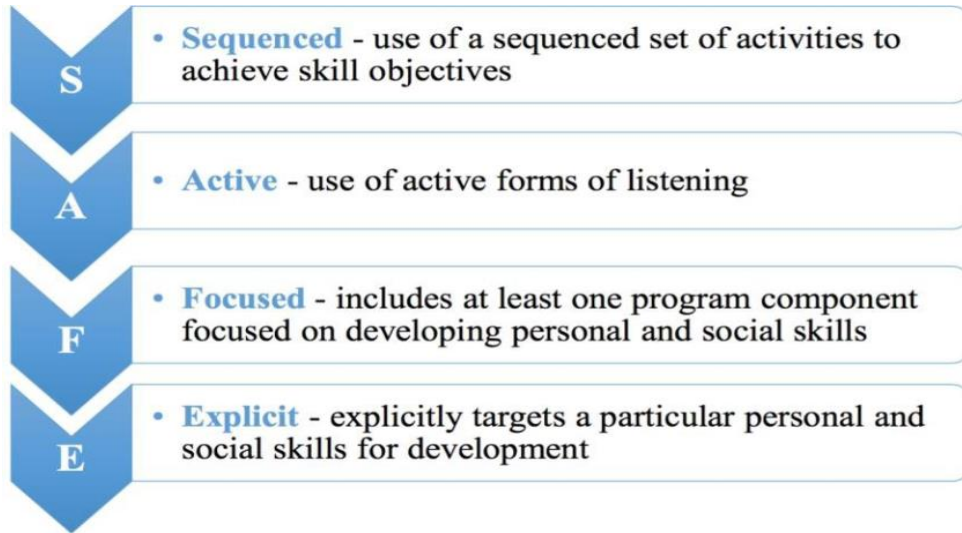 S
• Sequenced - use of a sequenced set of activities to
achieve skill objectives
A
• Active - use of active forms of listening
F
• Focused - includes at least one program component
focused on developing personal and social skills
E
• Explicit - explicitly targets a particular personal and
social skills for development